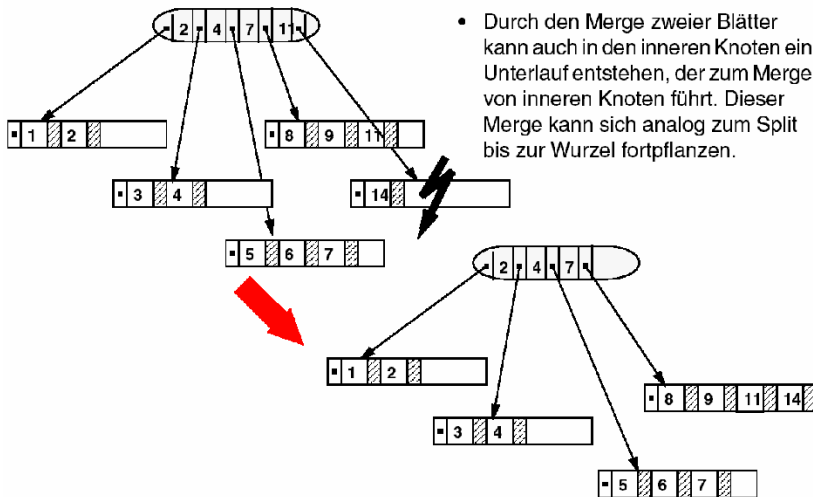 2 4 7 11
• Durch den Merge zweier Blätter
kann auch in den inneren Knoten ein
Unterlauf entstehen, der zum Merge
von inneren Knoten führt. Dieser
Merge kann sich analog zum Split
bis zur Wurzel fortpflanzen.
1 2
8 9 11
3 4
14
5 6 7
2 4 7
1 2
8 9 11 14
3 4
5 6 7